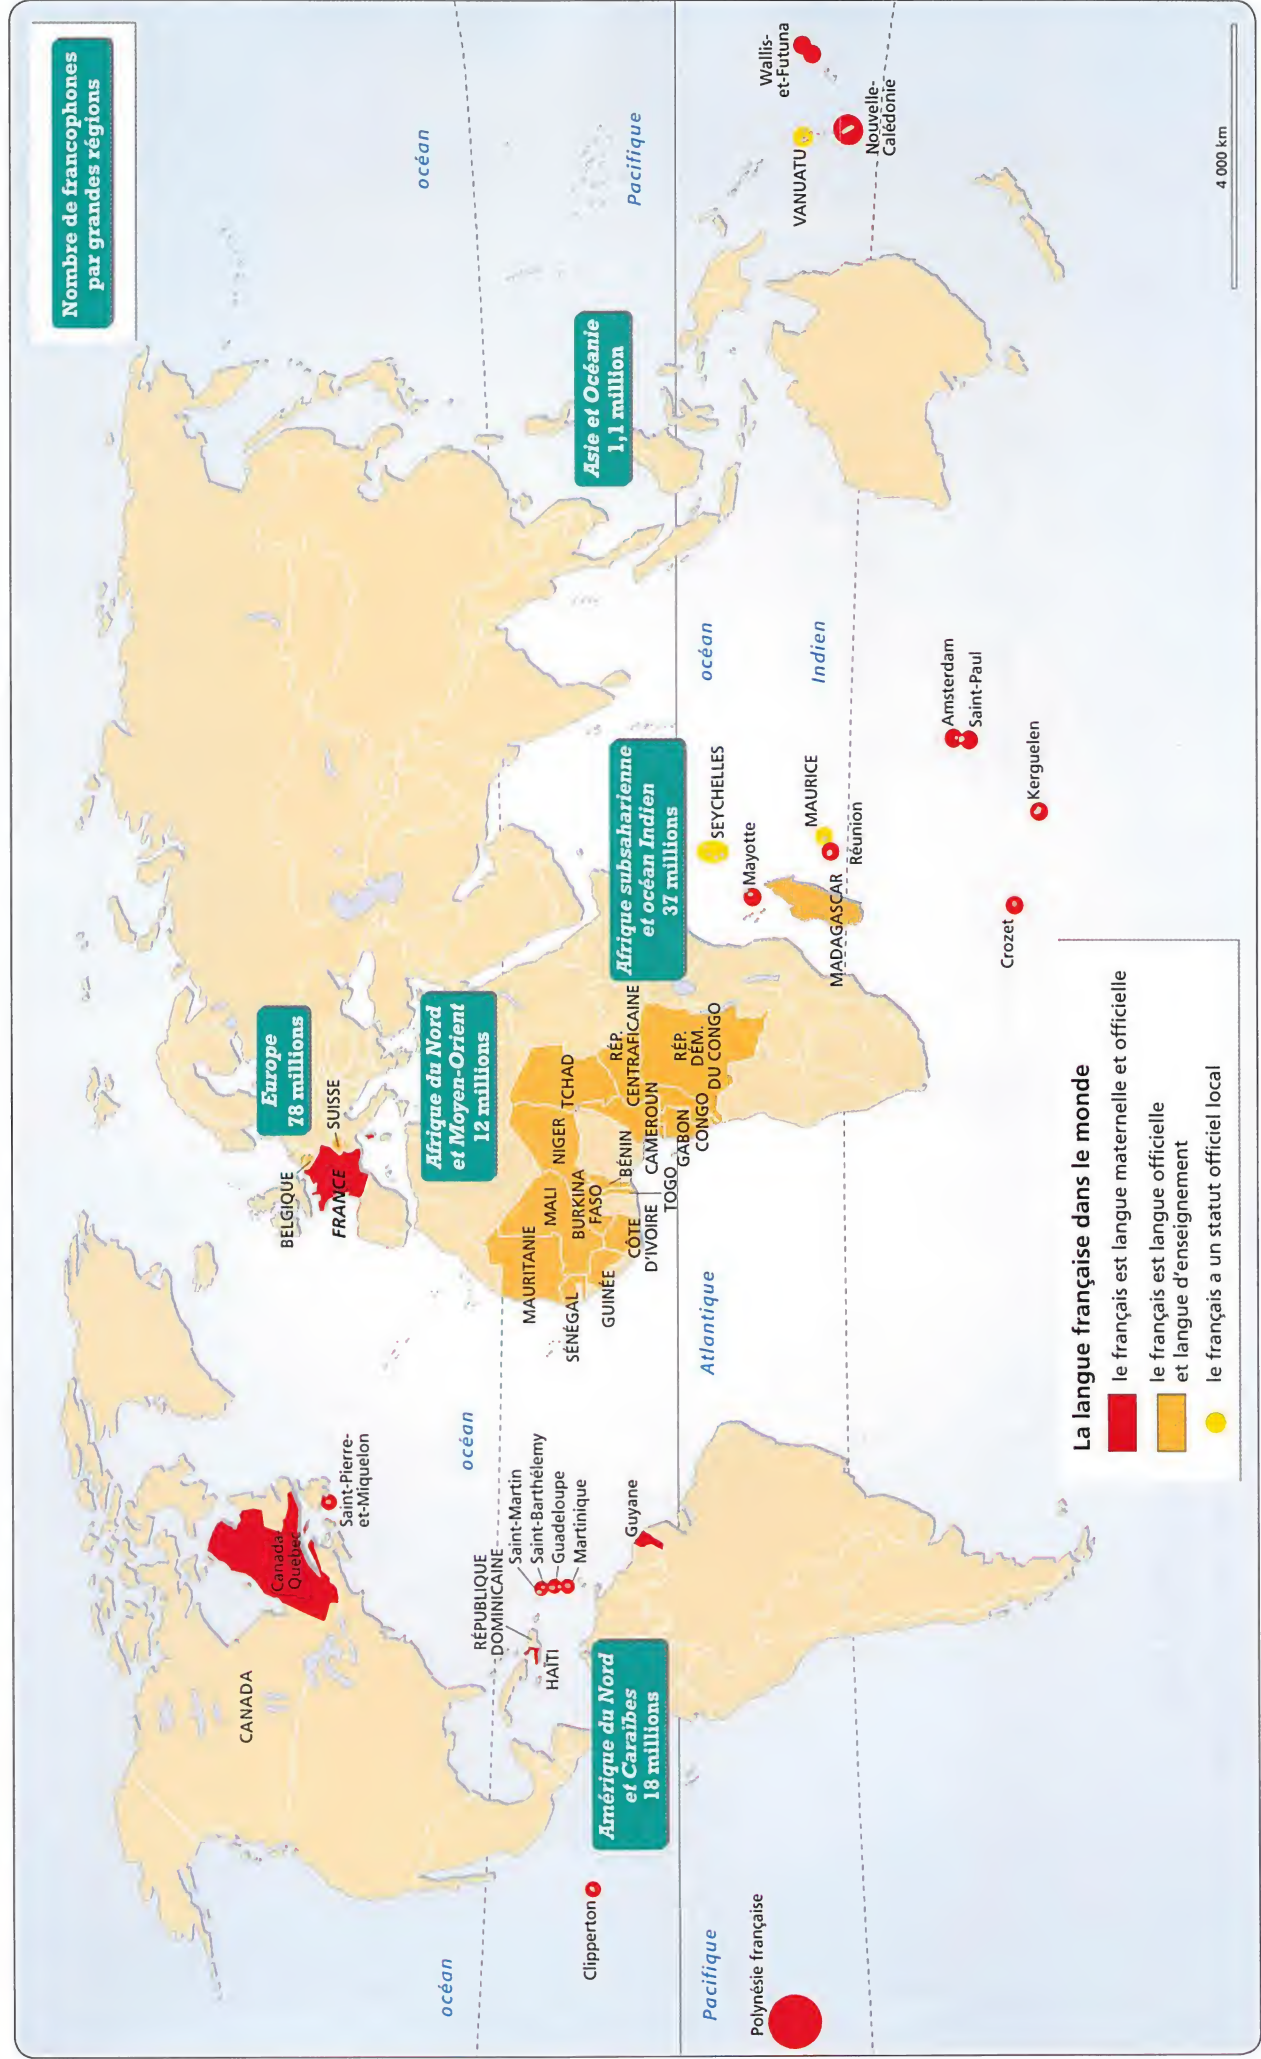 Nombre de francophones
par grandes régions
océan
Pacifique
Wallis-
et-Futuna
VANUATU
Nouvelle-
Calédonie
4 000 km
Asie et Océanie
1,1 million
océan
Indien
Amsterdam
Saint-Paul
Kerguelen
Crozet
Afrique subsaharienne
et océan Indien
37 millions
SEYCHELLES
Mayotte
MAURICE
Réunion
MADAGASCAR
Europe
78 millions
SUISSE
BELGIQUE
FRANCE
Afrique du Nord
et Moyen-Orient
12 millions
MAURITANIE
MALI
NIGER
TCHAD
SÉNÉGAL
BURKINA
FASO
GUINÉE
CÔTE
D'IVOIRE
TOGO
BÉNIN
CAMEROUN
RÉP.
CENTRAFRICAINE
GABON
CONGO
RÉP.
DÉM.
DU CONGO
océan
Atlantique
CANADA
Canada-
Québec
Saint-Pierre-
et-Miquelon
RÉPUBLIQUE
DOMINICAINE
HAÏTI
Saint-Martin
Saint-Barthélemy
Guadeloupe
Martinique
Guyane
Amérique du Nord
et Caraïbes
18 millions
Clipperton
océan
Pacifique
Polynésie française
La langue française dans le monde
le français est langue maternelle et officielle
le français est langue officielle
et langue d'enseignement
le français a un statut officiel local